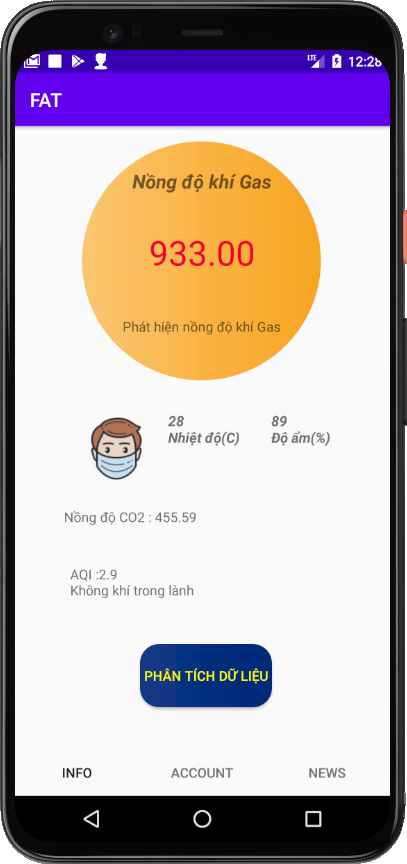 LTE 12:28
FAT
Nồng độ khí Gas
933.00
Phát hiện nồng độ khí Gas
28
Nhiệt độ(C)
89
Độ ẩm(%)
Nồng độ CO2 : 455.59
AQI :2.9
Không khí trong lành
PHÂN TÍCH DỮ LIỆU
INFO ACCOUNT NEWS